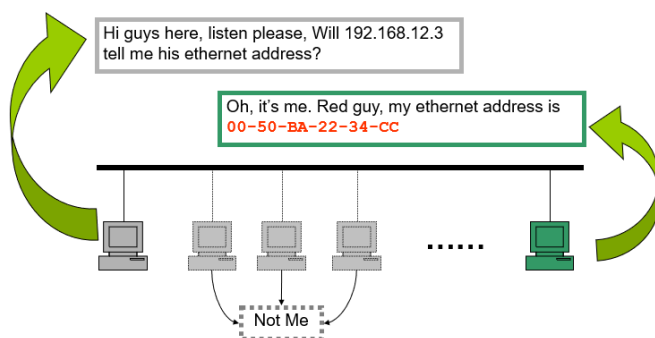 Hi guys here, listen please, Will 192.168.12.3
tell me his ethernet address?
Oh, it's me. Red guy, my ethernet address is
00-50-BA-22-34-CC
......
Not Me